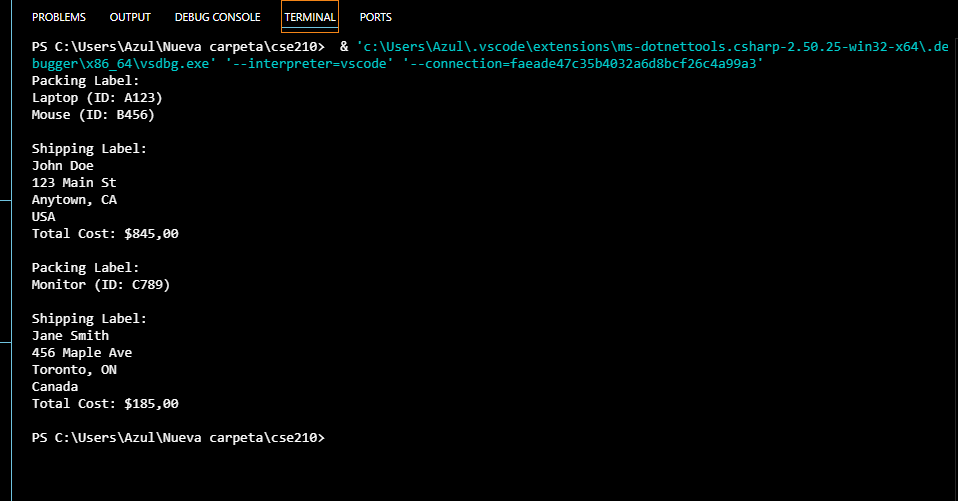 PROBLEMS OUTPUT DEBUG CONSOLE TERMINAL PORTS
PS C:\Users\Azul\Nueva carpeta\cse210>  & 'c:\Users\Azul\.vscode\extensions\ms-dotnettools.csharp-2.50.25-win32-x64\.de
bugger\x86_64\vsdbg.exe' '--interpreter=vscode' '--connection=faeade47c35b4032a6d8bcf26c4a99a3'
Packing Label:
Laptop (ID: A123)
Mouse (ID: B456)

Shipping Label:
John Doe
123 Main St
Anytown, CA
USA
Total Cost: $845,00

Packing Label:
Monitor (ID: C789)

Shipping Label:
Jane Smith
456 Maple Ave
Toronto, ON
Canada
Total Cost: $185,00

PS C:\Users\Azul\Nueva carpeta\cse210>